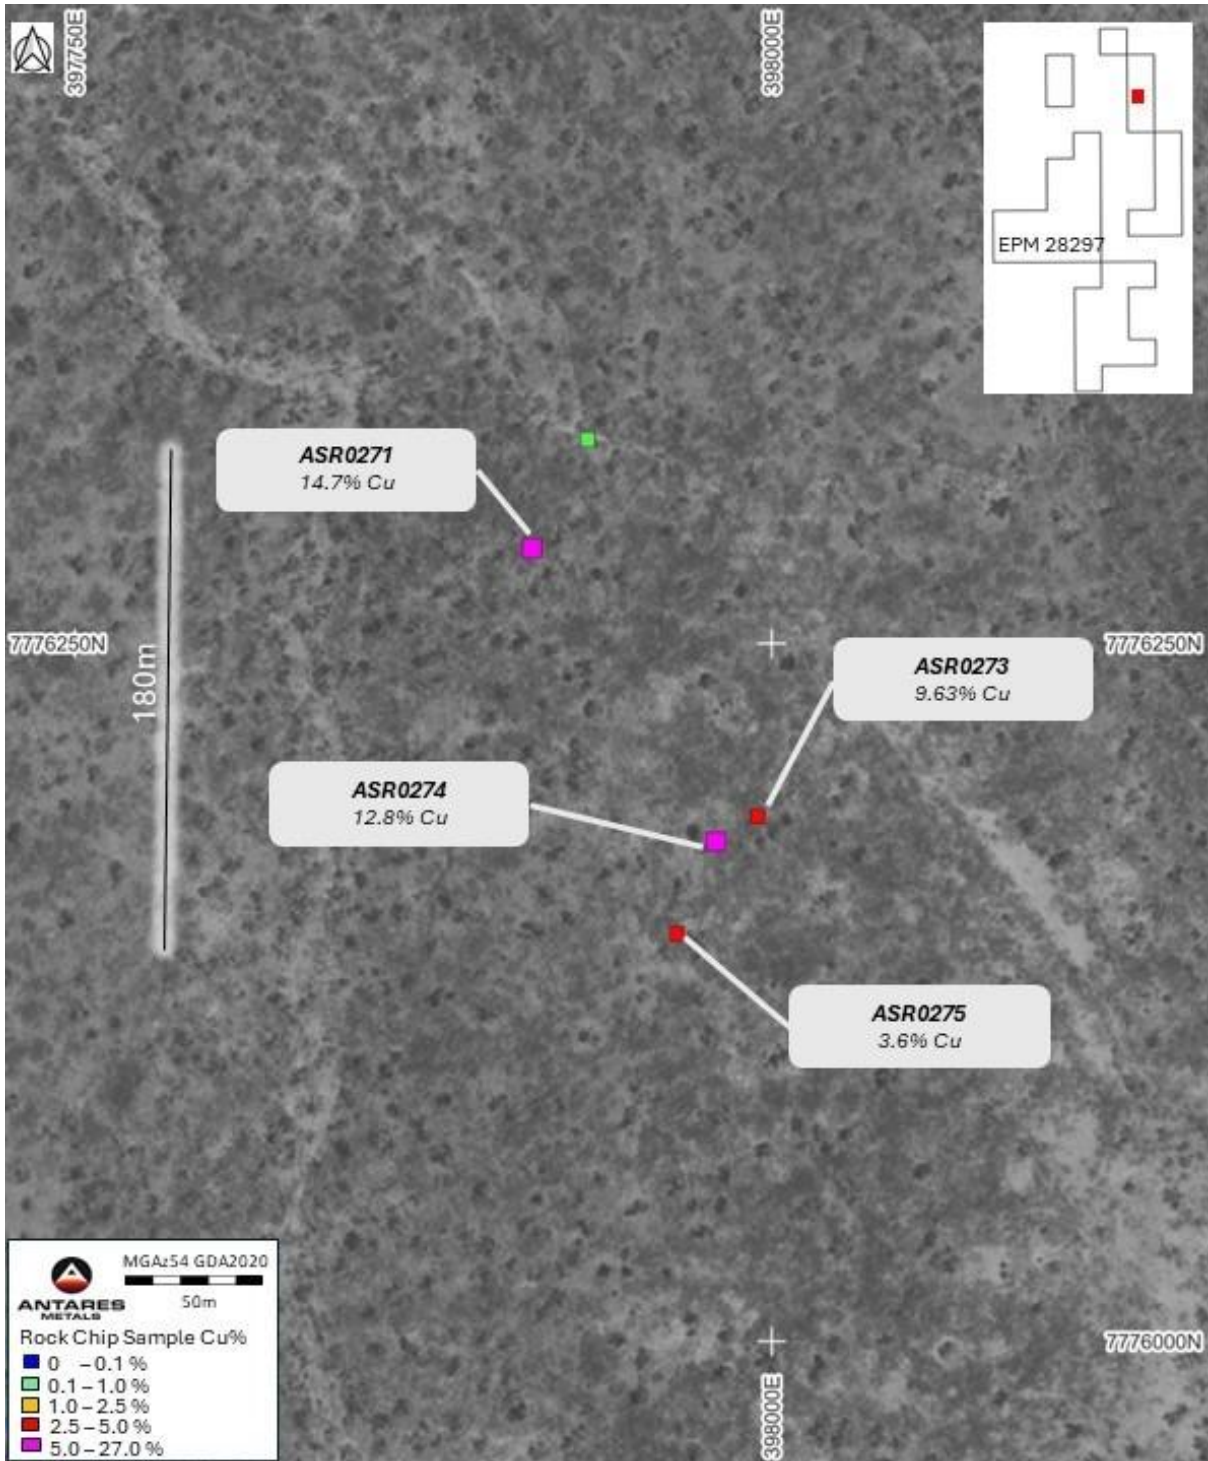 397750E
398000E
EPM 28297
ASR0271
14.7% Cu
7776250N
7776250N
180m
ASR0273
9.63% Cu
ASR0274
12.8% Cu
ASR0275
3.6% Cu
MGAz54 GDA2020
50m
ANTARES
METALS
Rock Chip Sample Cu%
0 – 0.1 %
0.1 – 1.0 %
1.0 – 2.5 %
2.5 – 5.0 %
5.0 – 27.0 %
7776000N
398000E